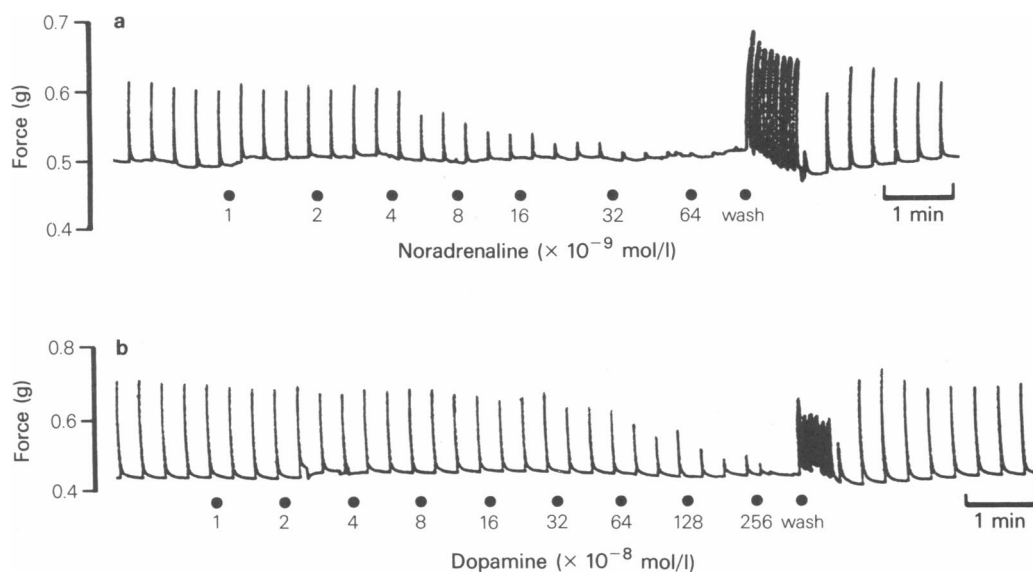 a
0.7
0.6
0.5
0.4
Force (g)
1 2 4 8 16 32 64 wash
1 min
Noradrenaline (× 10⁻⁹ mol/l)
b
0.8
0.6
0.4
Force (g)
1 2 4 8 16 32 64 128 256 wash
1 min
Dopamine (× 10⁻⁸ mol/l)